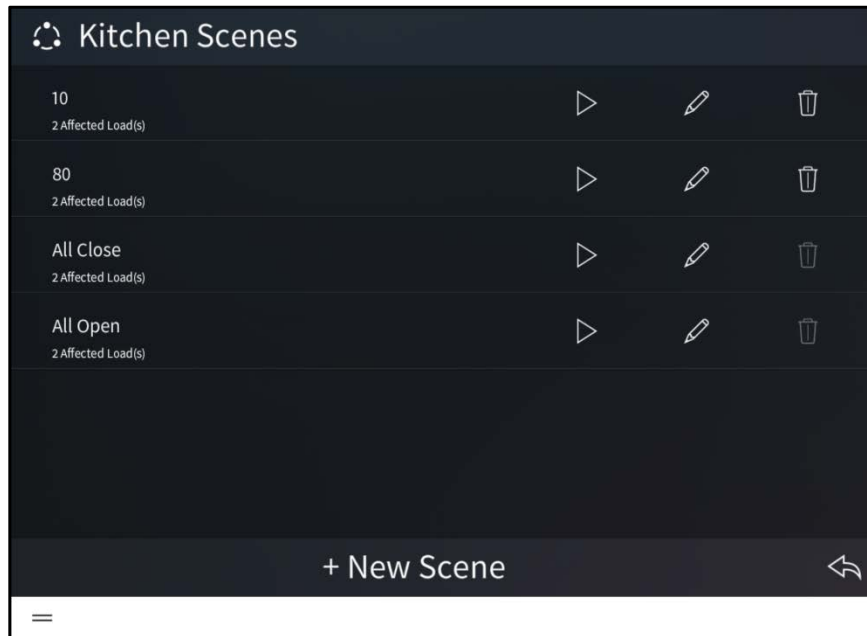 Kitchen Scenes
10
2 Affected Load(s)
80
2 Affected Load(s)
All Close
2 Affected Load(s)
All Open
2 Affected Load(s)
+ New Scene